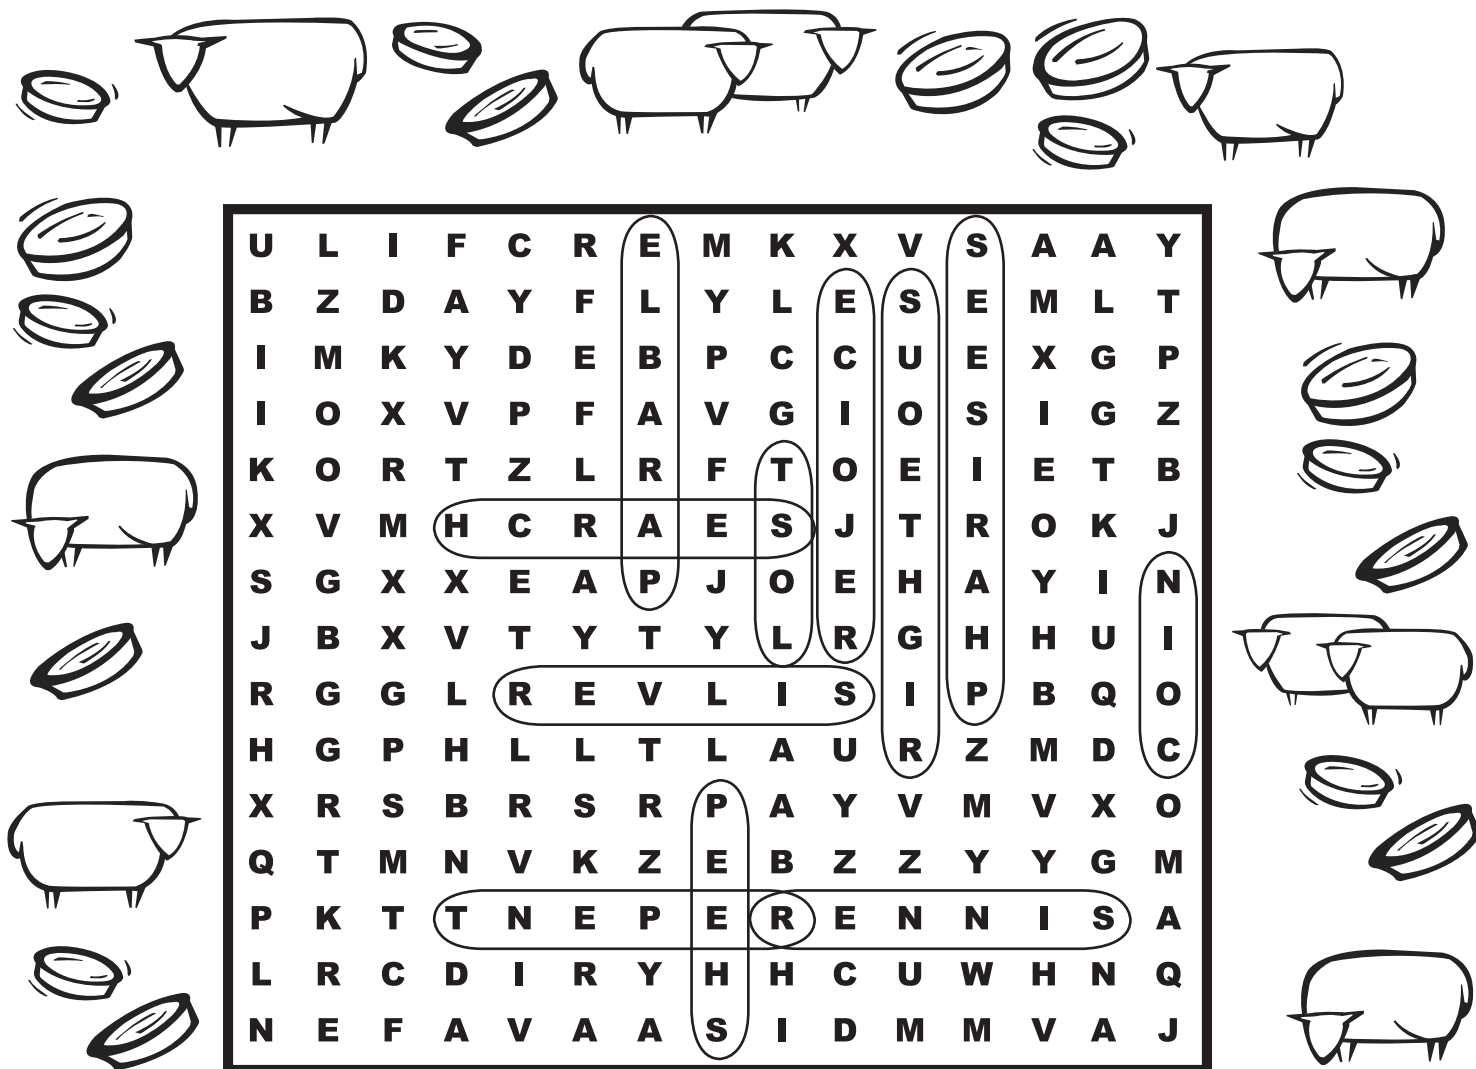 U L I F C R E M K X V S A A Y
B Z D A Y F L Y L E S E M L T
I M K Y D E B P C C U E X G P
I O X V P F A V G I O S I G Z
K O R T Z L R F T O E I E T B
X V M H C R A E S J T R O K J
S G X X E A P J O E H A Y I N
J B X V T Y T Y L R G H H U I
R G G L R E V L I S I P B Q O
H G P H L L T L A U R Z M D C
X R S B R S R P A Y V M V X O
Q T M N V K Z E B Z Z Y Y G M
P K T T N E P E R E N N I S A
L R C D I R Y H H C U W H N Q
N E F A V A A S I D M M V A J